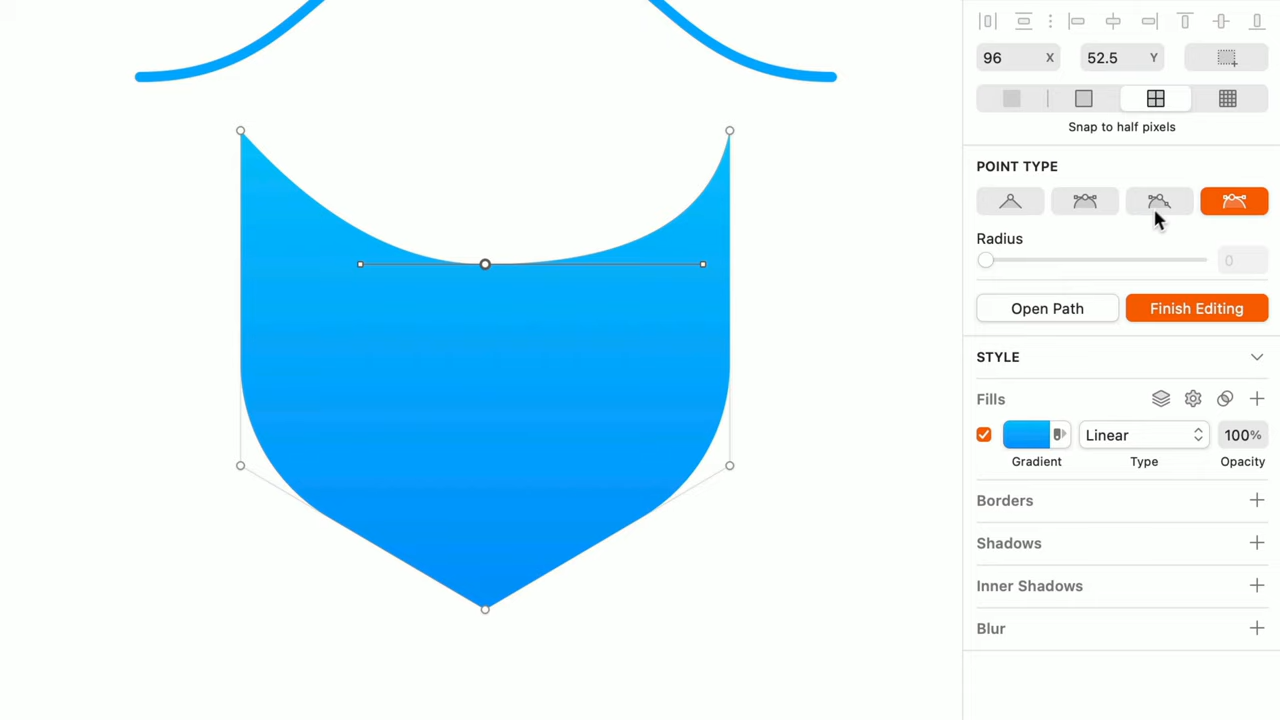 96 X 52.5 Y
Snap to half pixels
POINT TYPE
Radius
0
Open Path Finish Editing
STYLE
Fills
Linear 100%
Gradient Type Opacity
Borders
Shadows
Inner Shadows
Blur